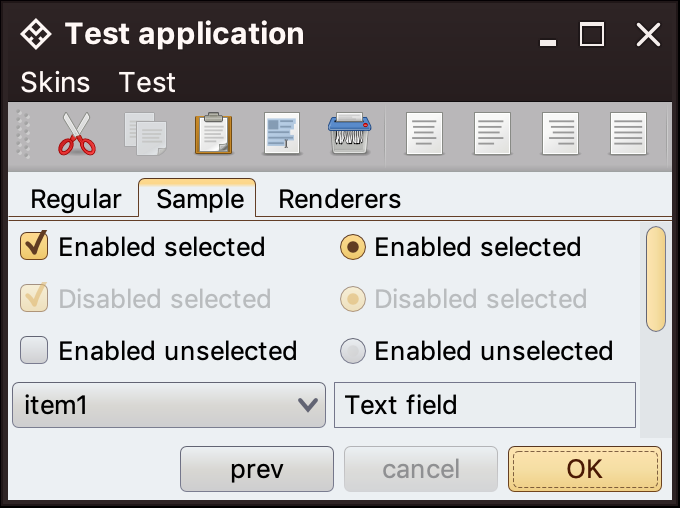 Test application
Skins Test
Regular Sample Renderers
Enabled selected Enabled selected
Disabled selected Disabled selected
Enabled unselected Enabled unselected
item1 Text field
prev cancel OK